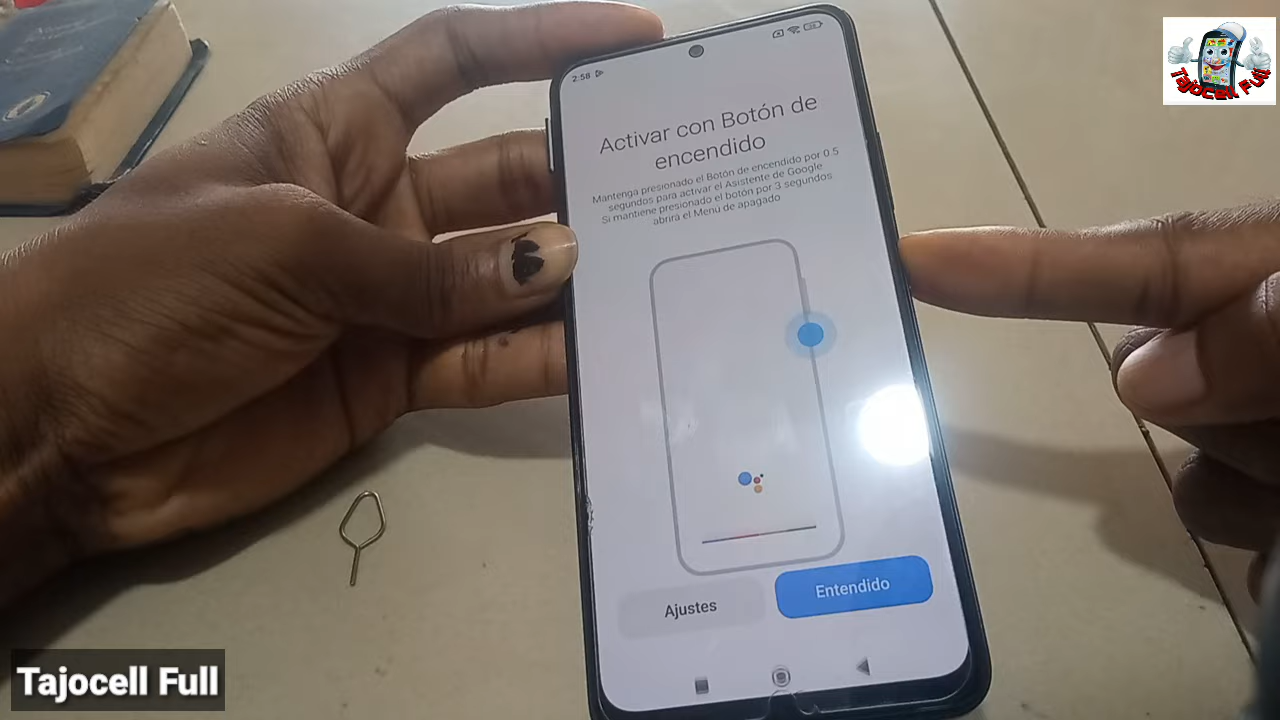 2:58
Activar con Botón de
encendido
Mantenga presionado el Botón de encendido por 0.5
segundos para activar el Asistente de Google
Si mantiene presionado el botón por 3 segundos
abrira el Menú de apagado
Ajustes
Entendido
Tajocell Full
Tajocell Full